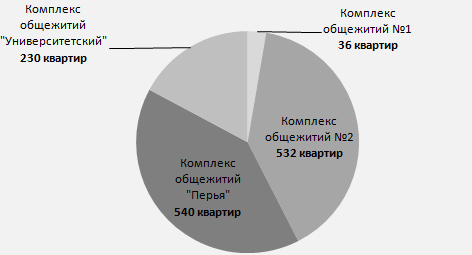 Комплекс
общежитий
"Университетский"
230 квартир
Комплекс
общежитий №1
36 квартир
Комплекс
общежитий №2
532 квартир
Комплекс
общежитий
"Перья"
540 квартир